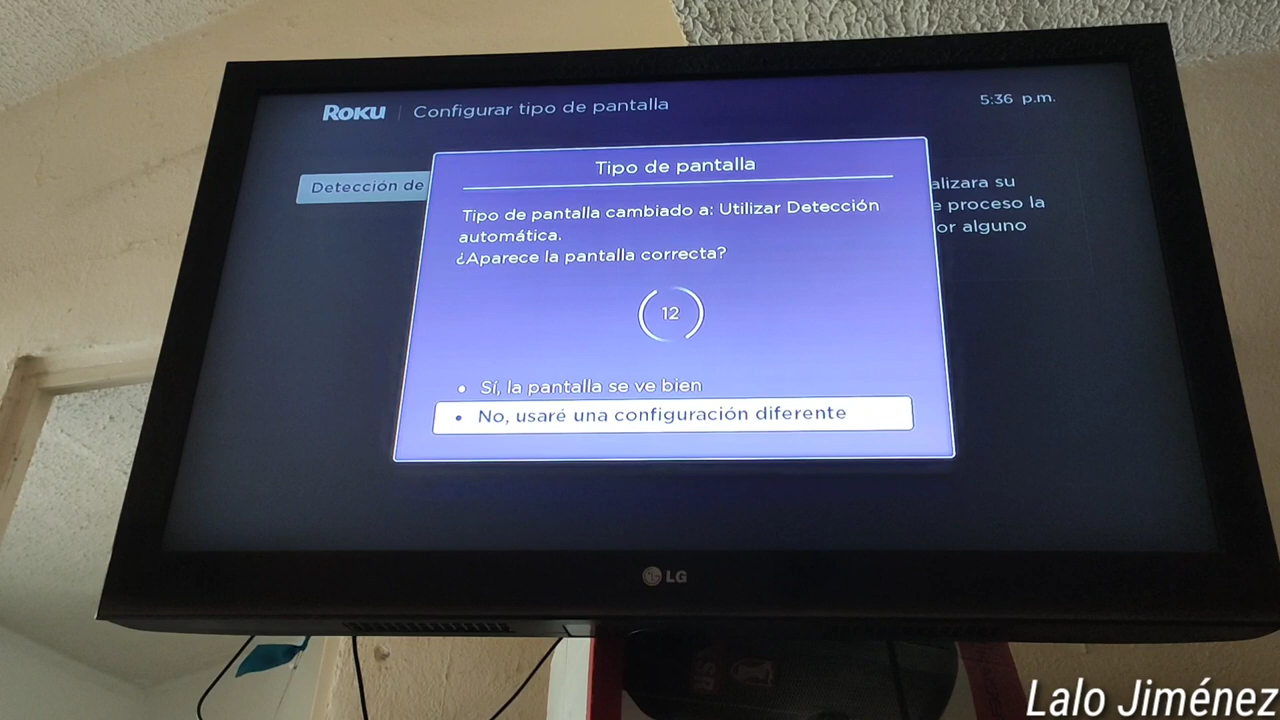 Roku | Configurar tipo de pantalla
5:36 p.m.
Detección de
Tipo de pantalla
Tipo de pantalla cambiado a: Utilizar Detección
automática.
¿Aparece la pantalla correcta?
12
• Sí, la pantalla se ve bien
• No, usaré una configuración diferente
alizara su
e proceso la
or alguno
LG
Lalo Jiménez